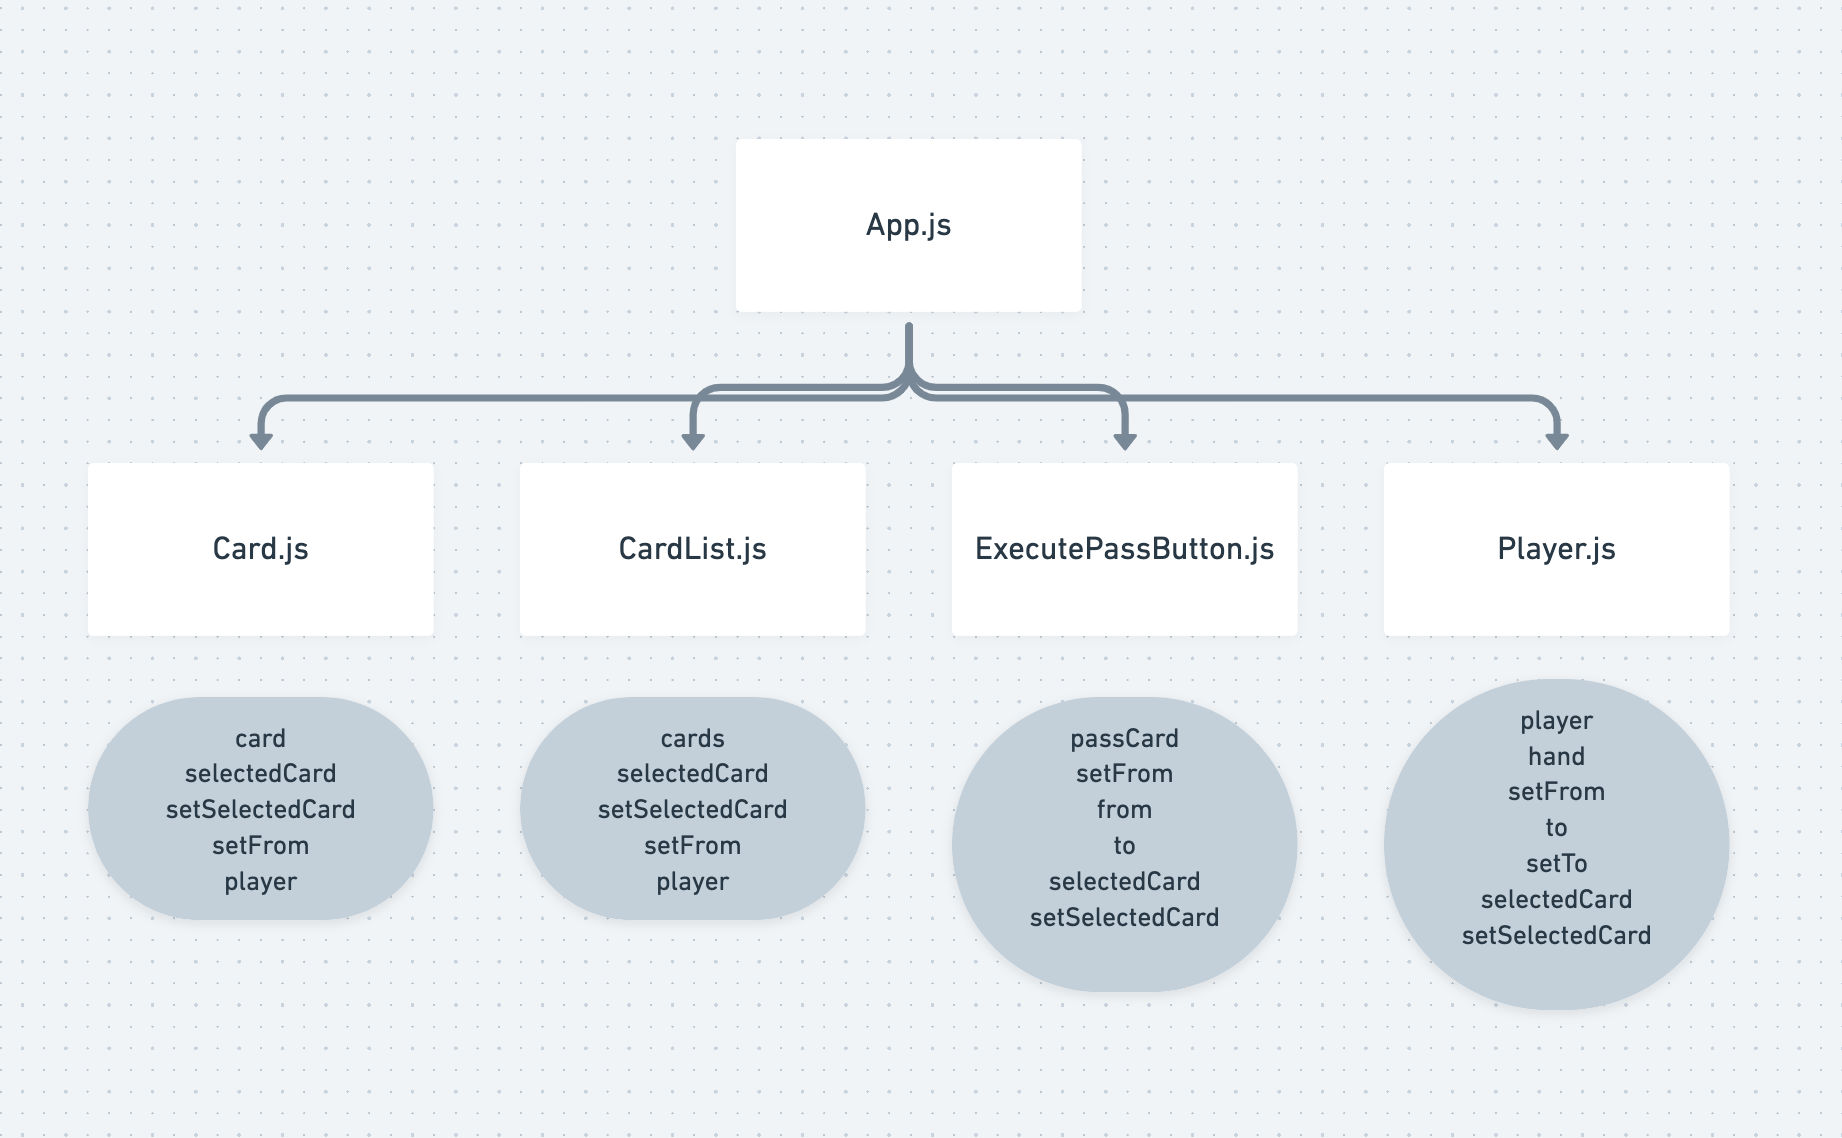 App.js
Card.js
CardList.js
ExecutePassButton.js
Player.js
card
selectedCard
setSelectedCard
setFrom
player
cards
selectedCard
setSelectedCard
setFrom
player
passCard
setFrom
from
to
selectedCard
setSelectedCard
player
hand
setFrom
to
setTo
selectedCard
setSelectedCard